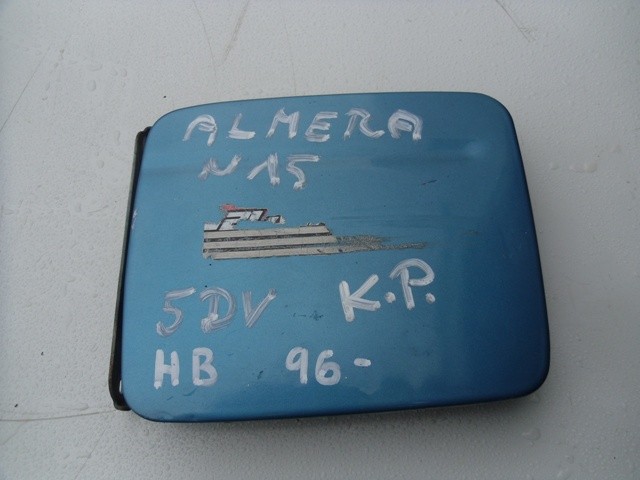 ALMERA
N15
5DV K.P.
HB 96-